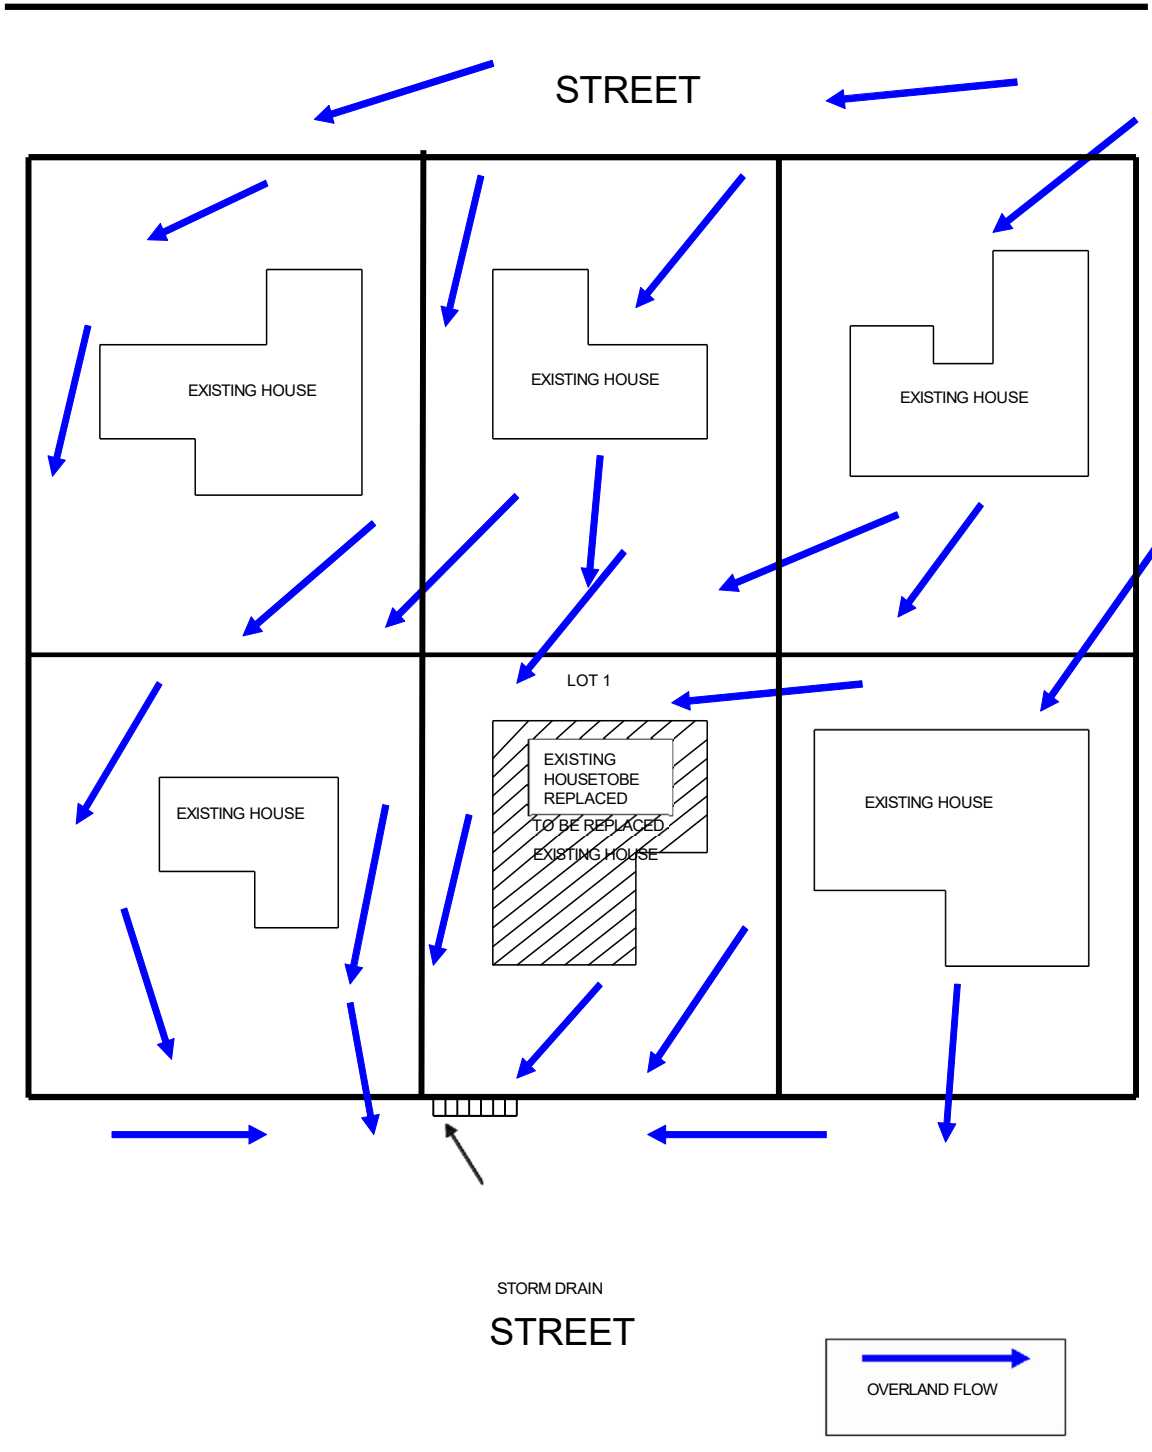 STREET
EXISTING HOUSE
EXISTING HOUSE
EXISTING HOUSE
LOT 1
EXISTING
HOUSETOBE
REPLACED
TO BE REPLACED
EXISTING HOUSE
EXISTING HOUSE
EXISTING HOUSE
STORM DRAIN
STREET
OVERLAND FLOW